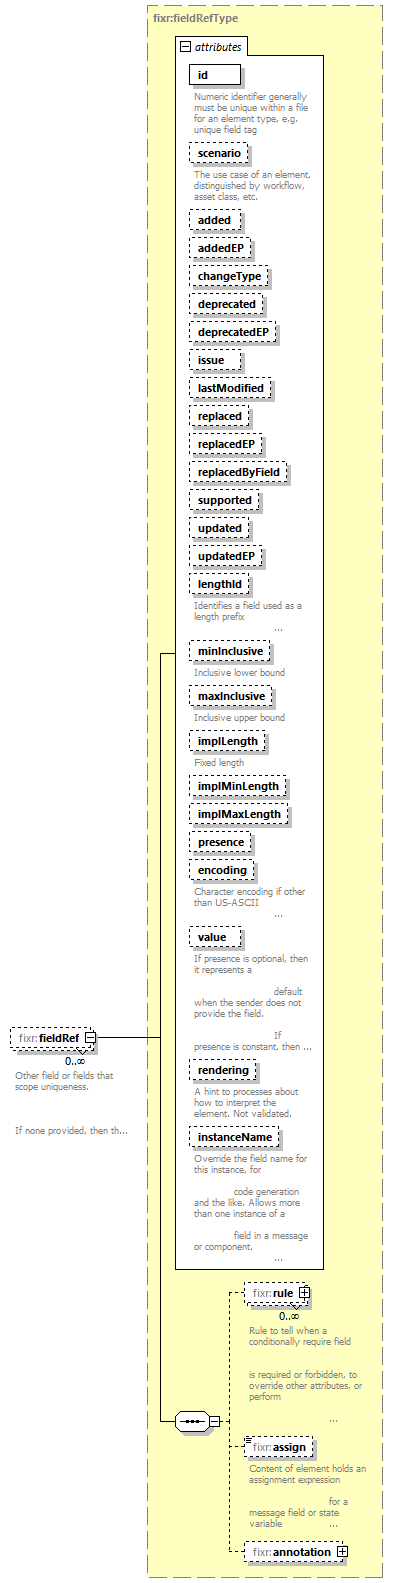 fixr:fieldRefType
attributes
id
Numeric identifier generally
must be unique within a file
for an element type, e.g.
unique field tag
scenario
The use case of an element,
distinguished by workflow,
asset class, etc.
added
addedEP
changeType
deprecated
deprecatedEP
issue
lastModified
replaced
replacedEP
replacedByField
supported
updated
updatedEP
lengthId
Identifies a field used as a
length prefix
...
minInclusive
Inclusive lower bound
maxInclusive
Inclusive upper bound
implLength
Fixed length
implMinLength
implMaxLength
presence
encoding
Character encoding if other
than US-ASCII
...
value
If presence is optional, then
it represents a
default
when the sender does not
provide the field.
If
presence is constant, then ...
rendering
A hint to processes about
how to interpret the
element. Not validated.
instanceName
Override the field name for
this instance, for
code generation
and the like. Allows more
than one instance of a
field in a message
or component.
...
fixr:fieldRef
0..∞
Other field or fields that
scope uniqueness.
If none provided, then th...
fixr:rule
0..∞
Rule to tell when a
conditionally require field
is required or forbidden, to
override other attributes, or
perform
...
fixr:assign
Content of element holds an
assignment expression
for a
message field or state
variable ...
fixr:annotation